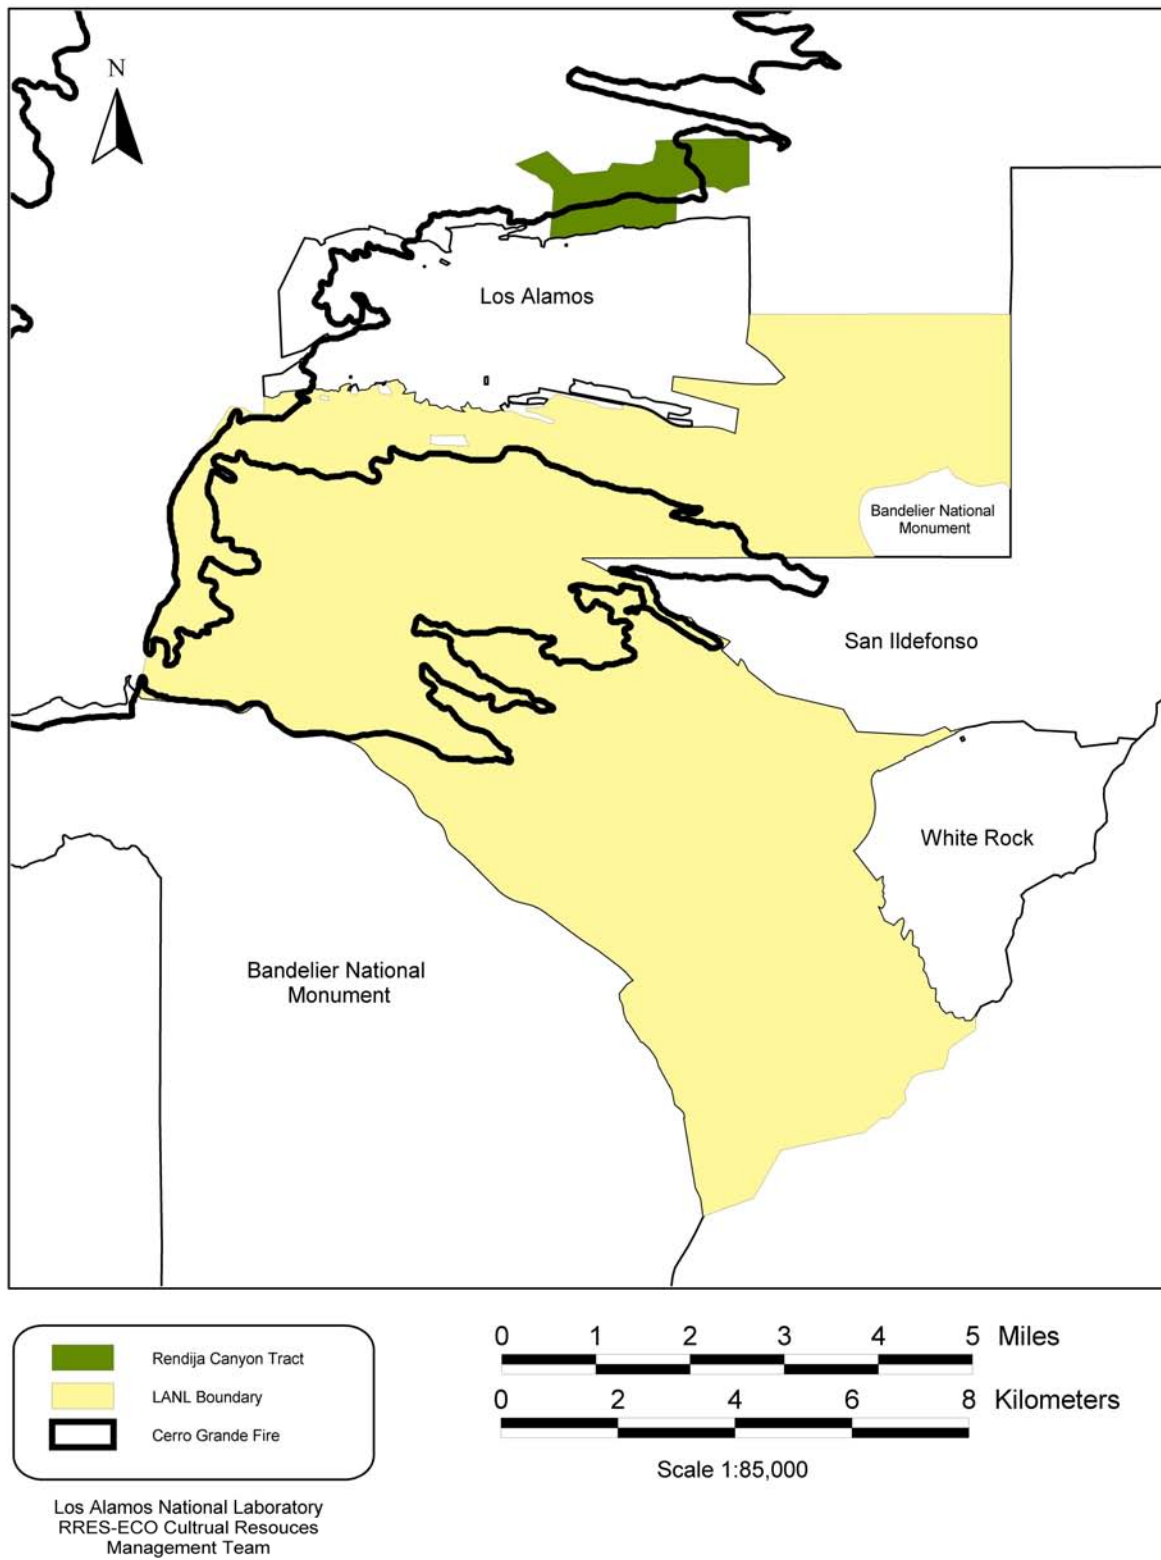 N
Los Alamos
Bandelier National
Monument
San Ildefonso
White Rock
Bandelier National
Monument
Rendija Canyon Tract
LANL Boundary
Cerro Grande Fire
Los Alamos National Laboratory
RRES-ECO Cultrual Resouces
Management Team
0 1 2 3 4 5 Miles
0 2 4 6 8 Kilometers
Scale 1:85,000